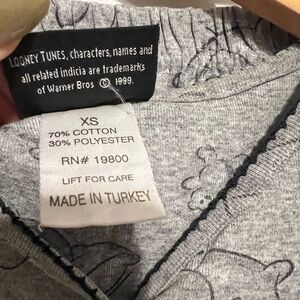 LOONEY TUNES, characters, names and
all related indicia are trademarks
of Warner Bros © 1999.
XS
70% COTTON
30% POLYESTER
RN# 19800
LIFT FOR CARE
MADE IN TURKEY